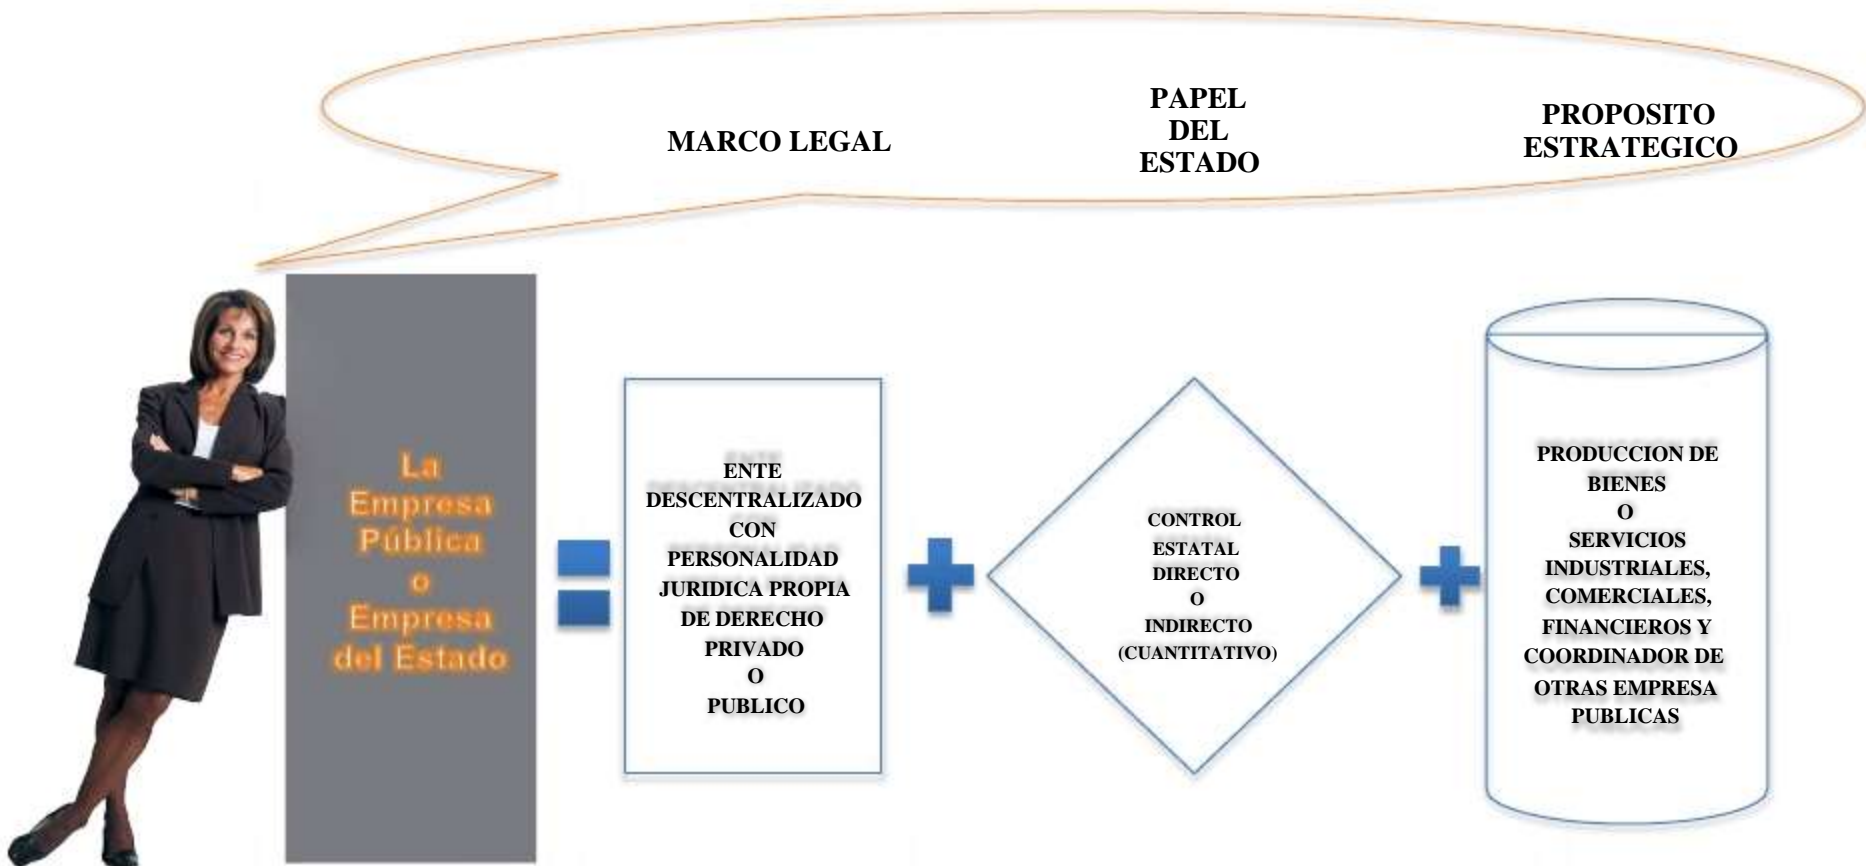 MARCO LEGAL
PAPEL
DEL
ESTADO
PROPOSITO
ESTRATEGICO
La
Empresa
Pública
o
Empresa
del Estado
ENTE
DESCENTRALIZADO
CON
PERSONALIDAD
JURIDICA PROPIA
DE DERECHO
PRIVADO
O
PUBLICO
CONTROL
ESTATAL
DIRECTO
O
INDIRECTO
(CUANTITATIVO)
PRODUCCION DE
BIENES
O
SERVICIOS
INDUSTRIALES,
COMERCIALES,
FINANCIEROS Y
COORDINADOR DE
OTRAS EMPRESA
PUBLICAS